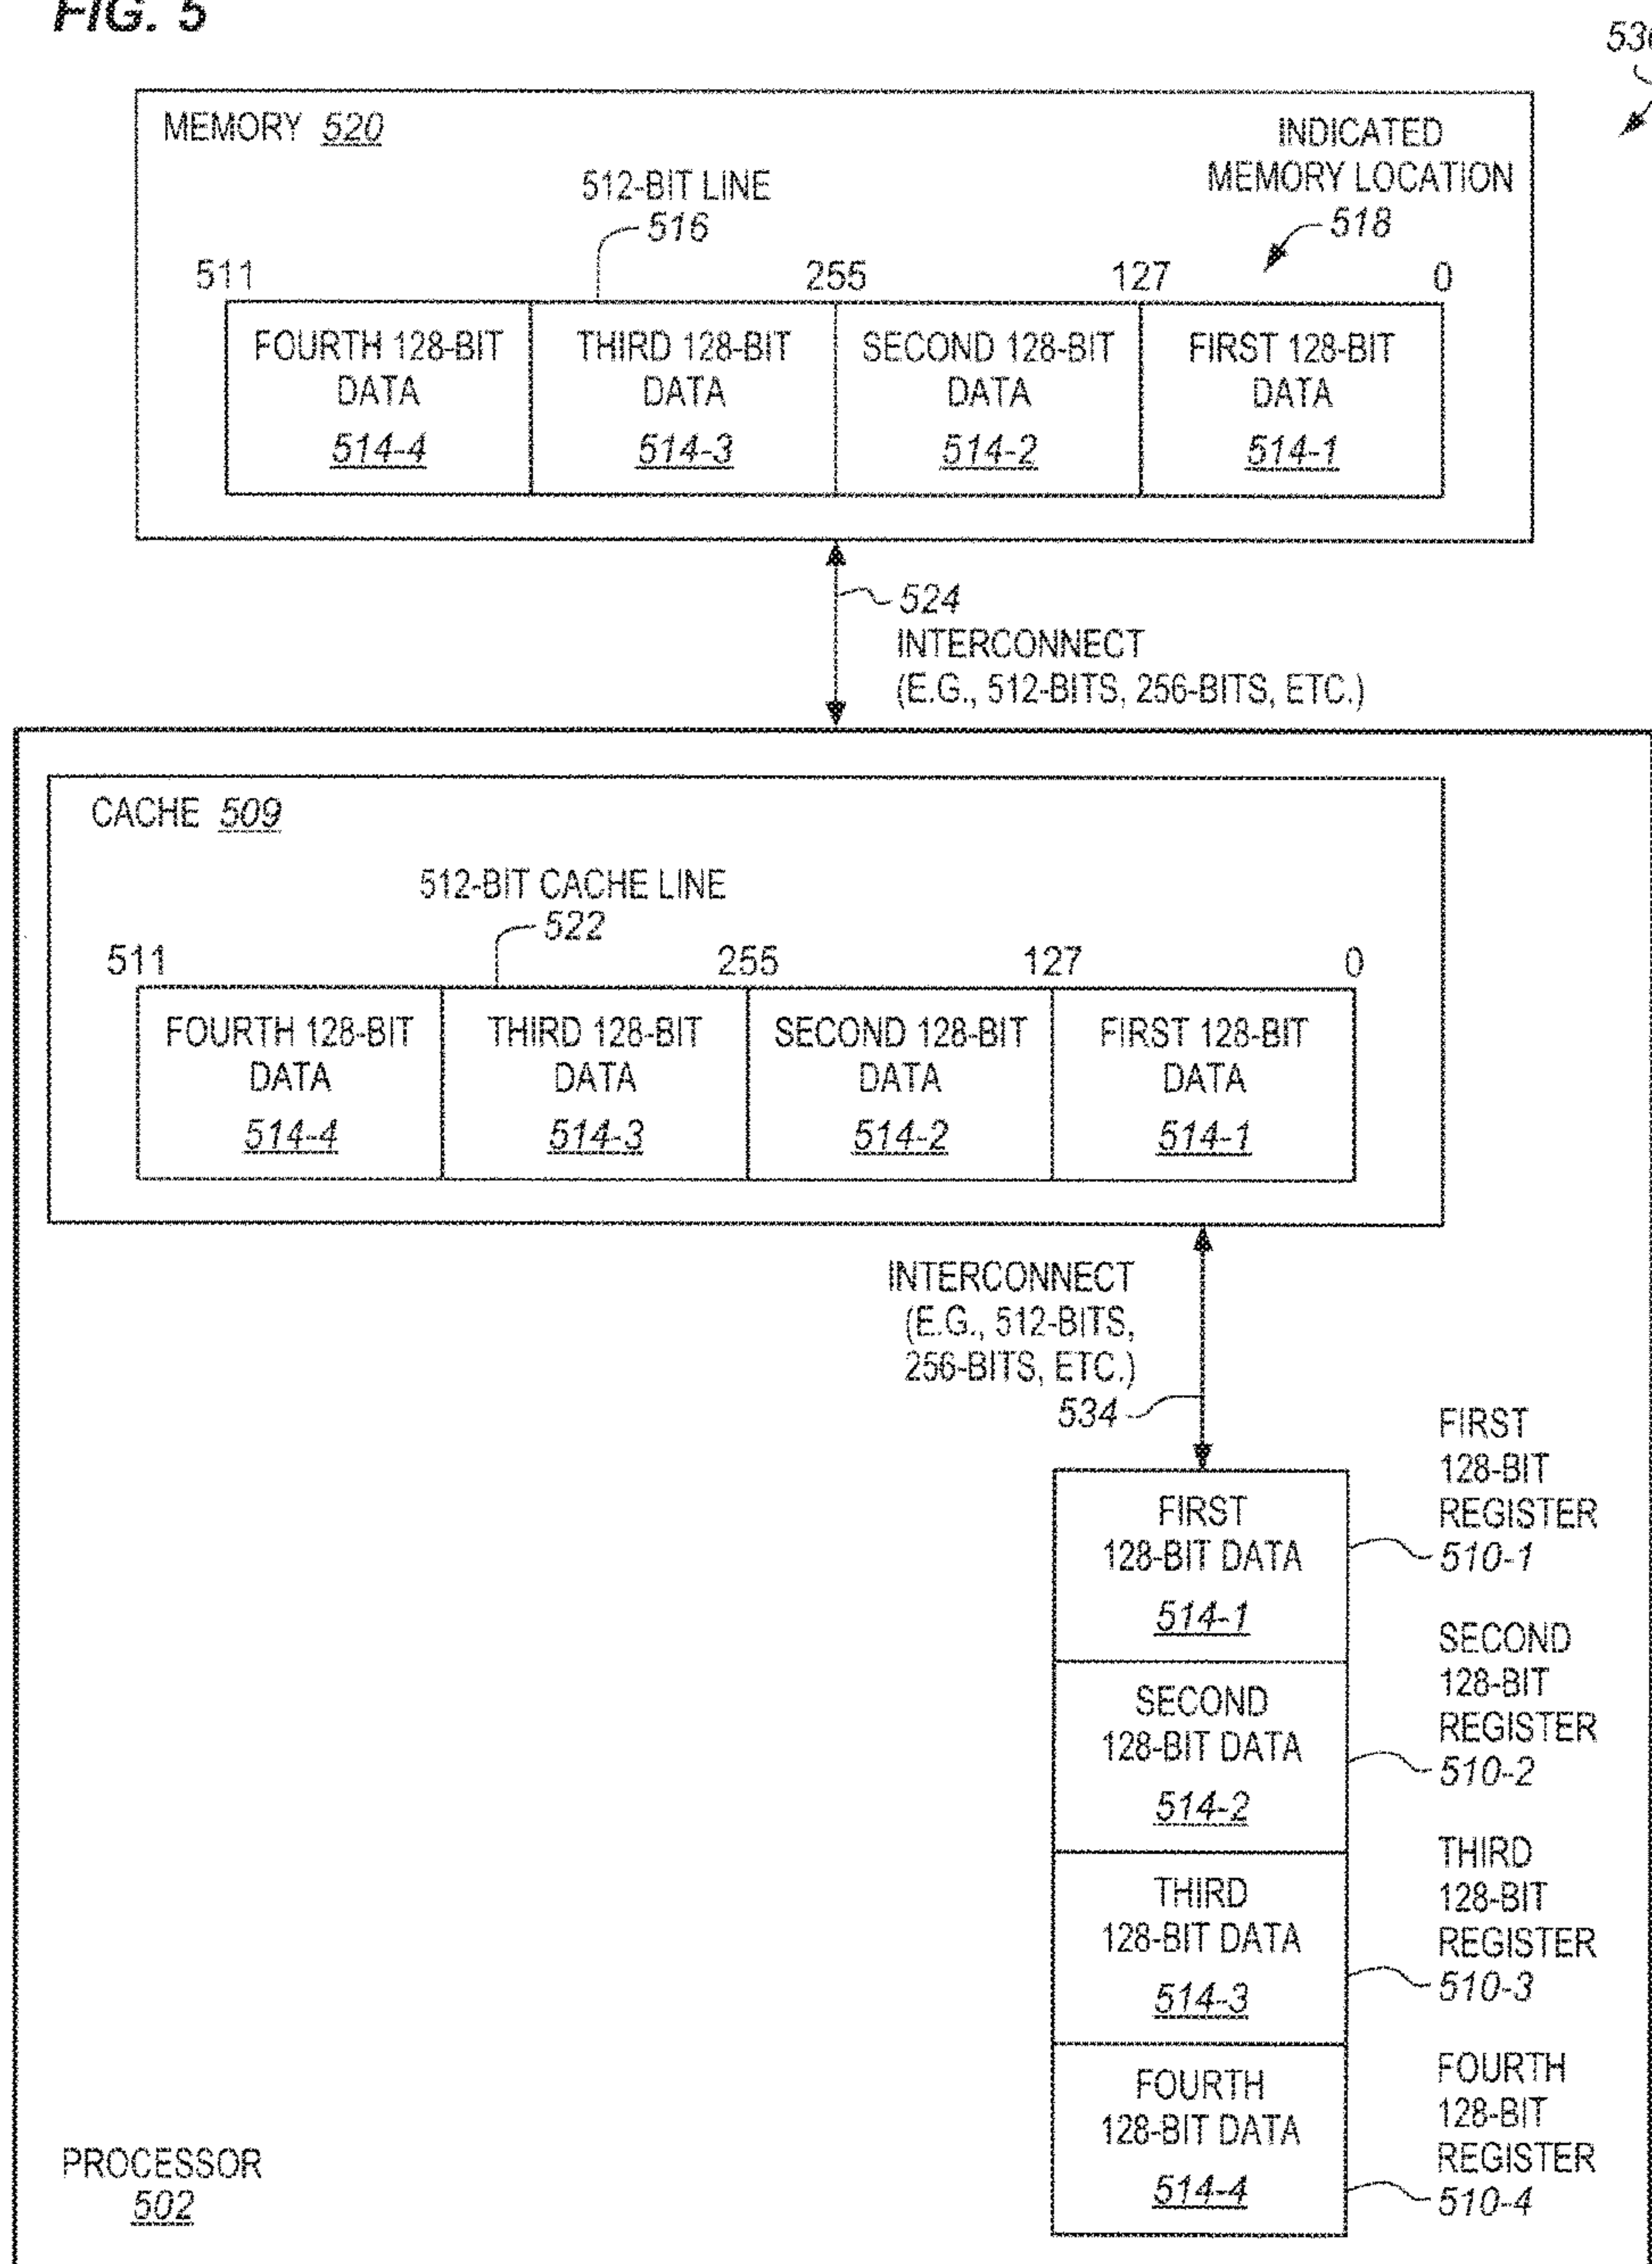 FIG. 5
MEMORY 520
INDICATED
MEMORY LOCATION
518
512-BIT LINE
516
511 255 127 0
FOURTH 128-BIT
DATA
514-4
THIRD 128-BIT
DATA
514-3
SECOND 128-BIT
DATA
514-2
FIRST 128-BIT
DATA
514-1
524
INTERCONNECT
(E.G., 512-BITS, 256-BITS, ETC.)
CACHE 509
512-BIT CACHE LINE
522
511 255 127 0
FOURTH 128-BIT
DATA
514-4
THIRD 128-BIT
DATA
514-3
SECOND 128-BIT
DATA
514-2
FIRST 128-BIT
DATA
514-1
INTERCONNECT
(E.G., 512-BITS,
256-BITS, ETC.)
534
FIRST
128-BIT DATA
514-1
FIRST
128-BIT
REGISTER
510-1
SECOND
128-BIT DATA
514-2
SECOND
128-BIT
REGISTER
510-2
THIRD
128-BIT DATA
514-3
THIRD
128-BIT
REGISTER
510-3
FOURTH
128-BIT DATA
514-4
FOURTH
128-BIT
REGISTER
510-4
PROCESSOR
502